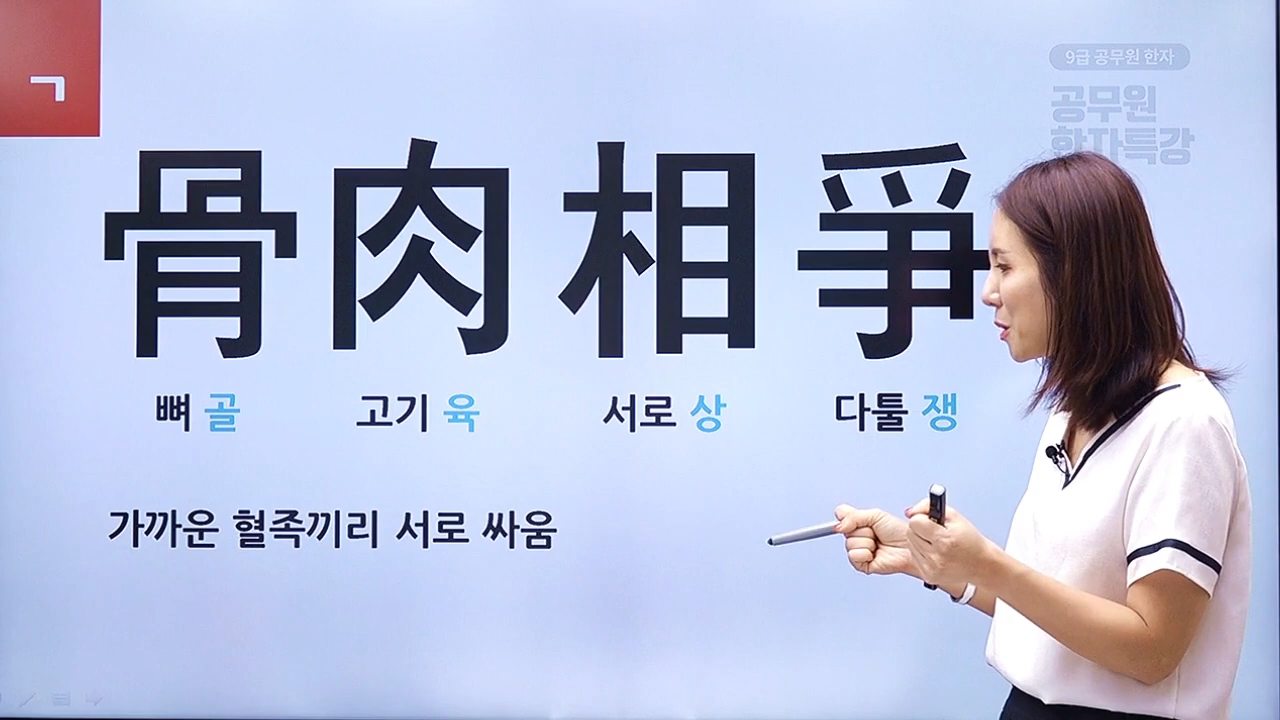 ㄱ
9급 공무원 한자
공무원
한자특강
骨肉相爭
뼈 골 고기 육 서로 상 다툴 쟁
가까운 혈족끼리 서로 싸움